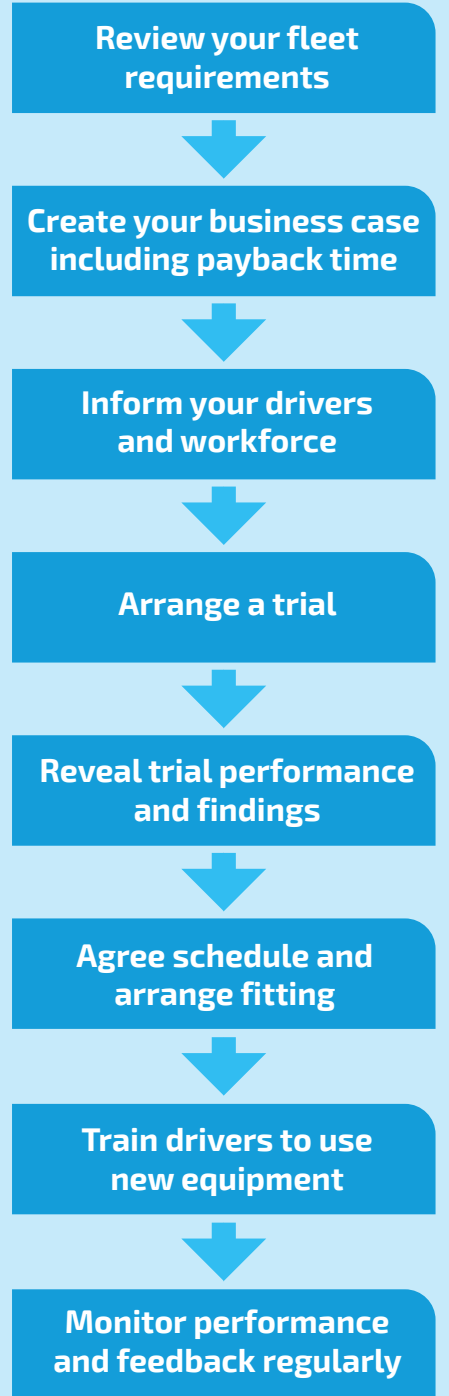 Review your fleet
requirements
Create your business case
including payback time
Inform your drivers
and workforce
Arrange a trial
Reveal trial performance
and findings
Agree schedule and
arrange fitting
Train drivers to use
new equipment
Monitor performance
and feedback regularly